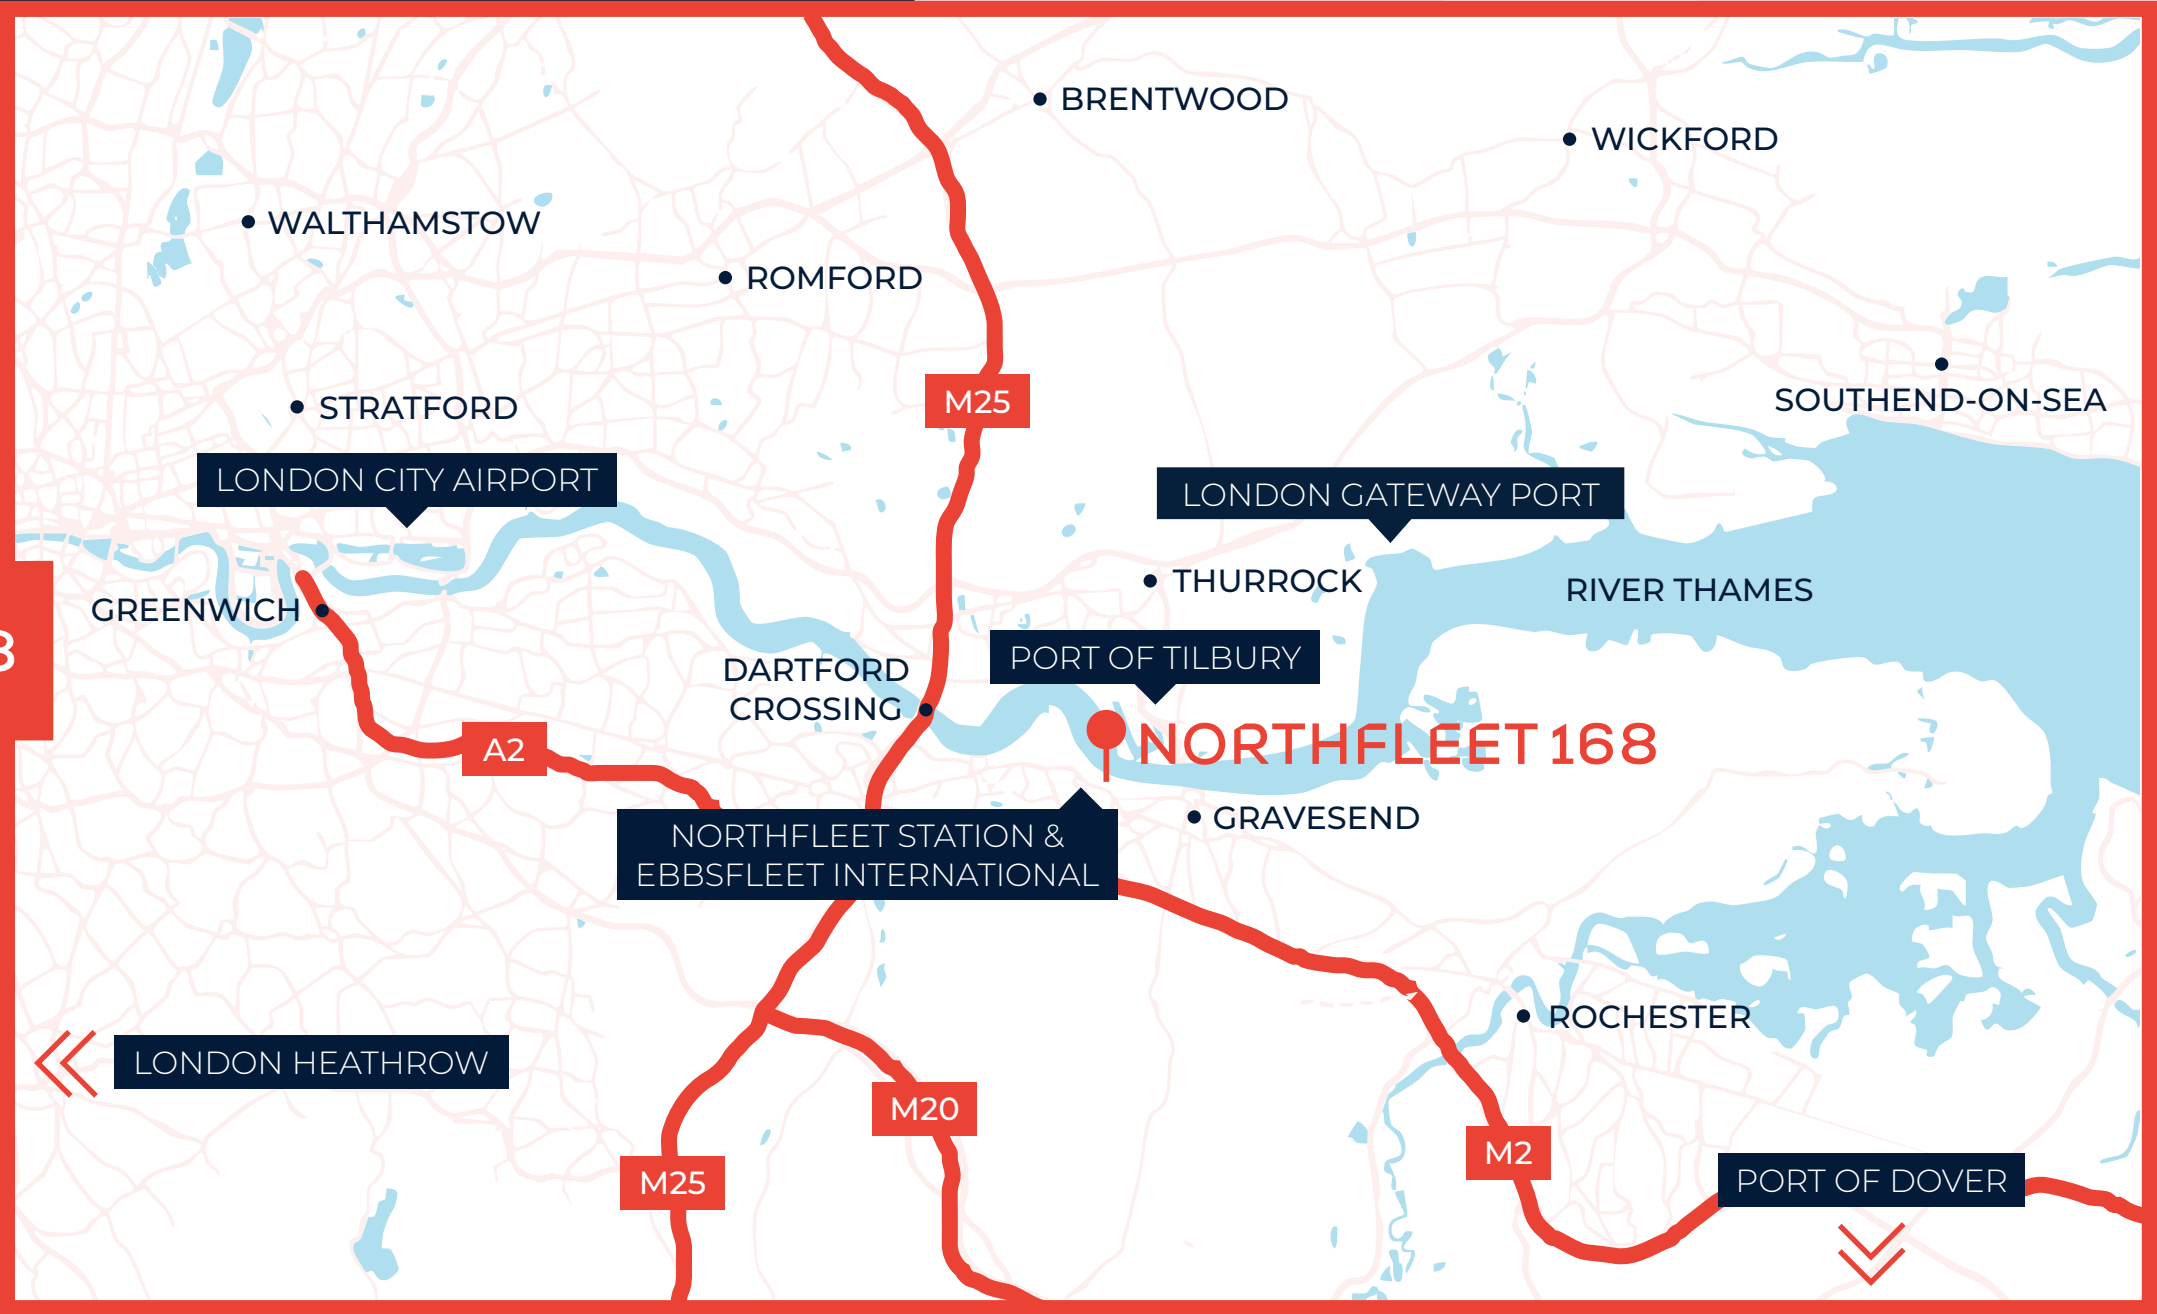 BRENTWOOD
WICKFORD
WALTHAMSTOW
ROMFORD
SOUTHEND-ON-SEA
M25
STRATFORD
LONDON CITY AIRPORT
LONDON GATEWAY PORT
THURROCK
RIVER THAMES
GREENWICH
8
PORT OF TILBURY
DARTFORD
CROSSING
NORTHFLEET 168
A2
GRAVESEND
NORTHFLEET STATION &
EBBSFLEET INTERNATIONAL
ROCHESTER
LONDON HEATHROW
M20
M2
M25
PORT OF DOVER